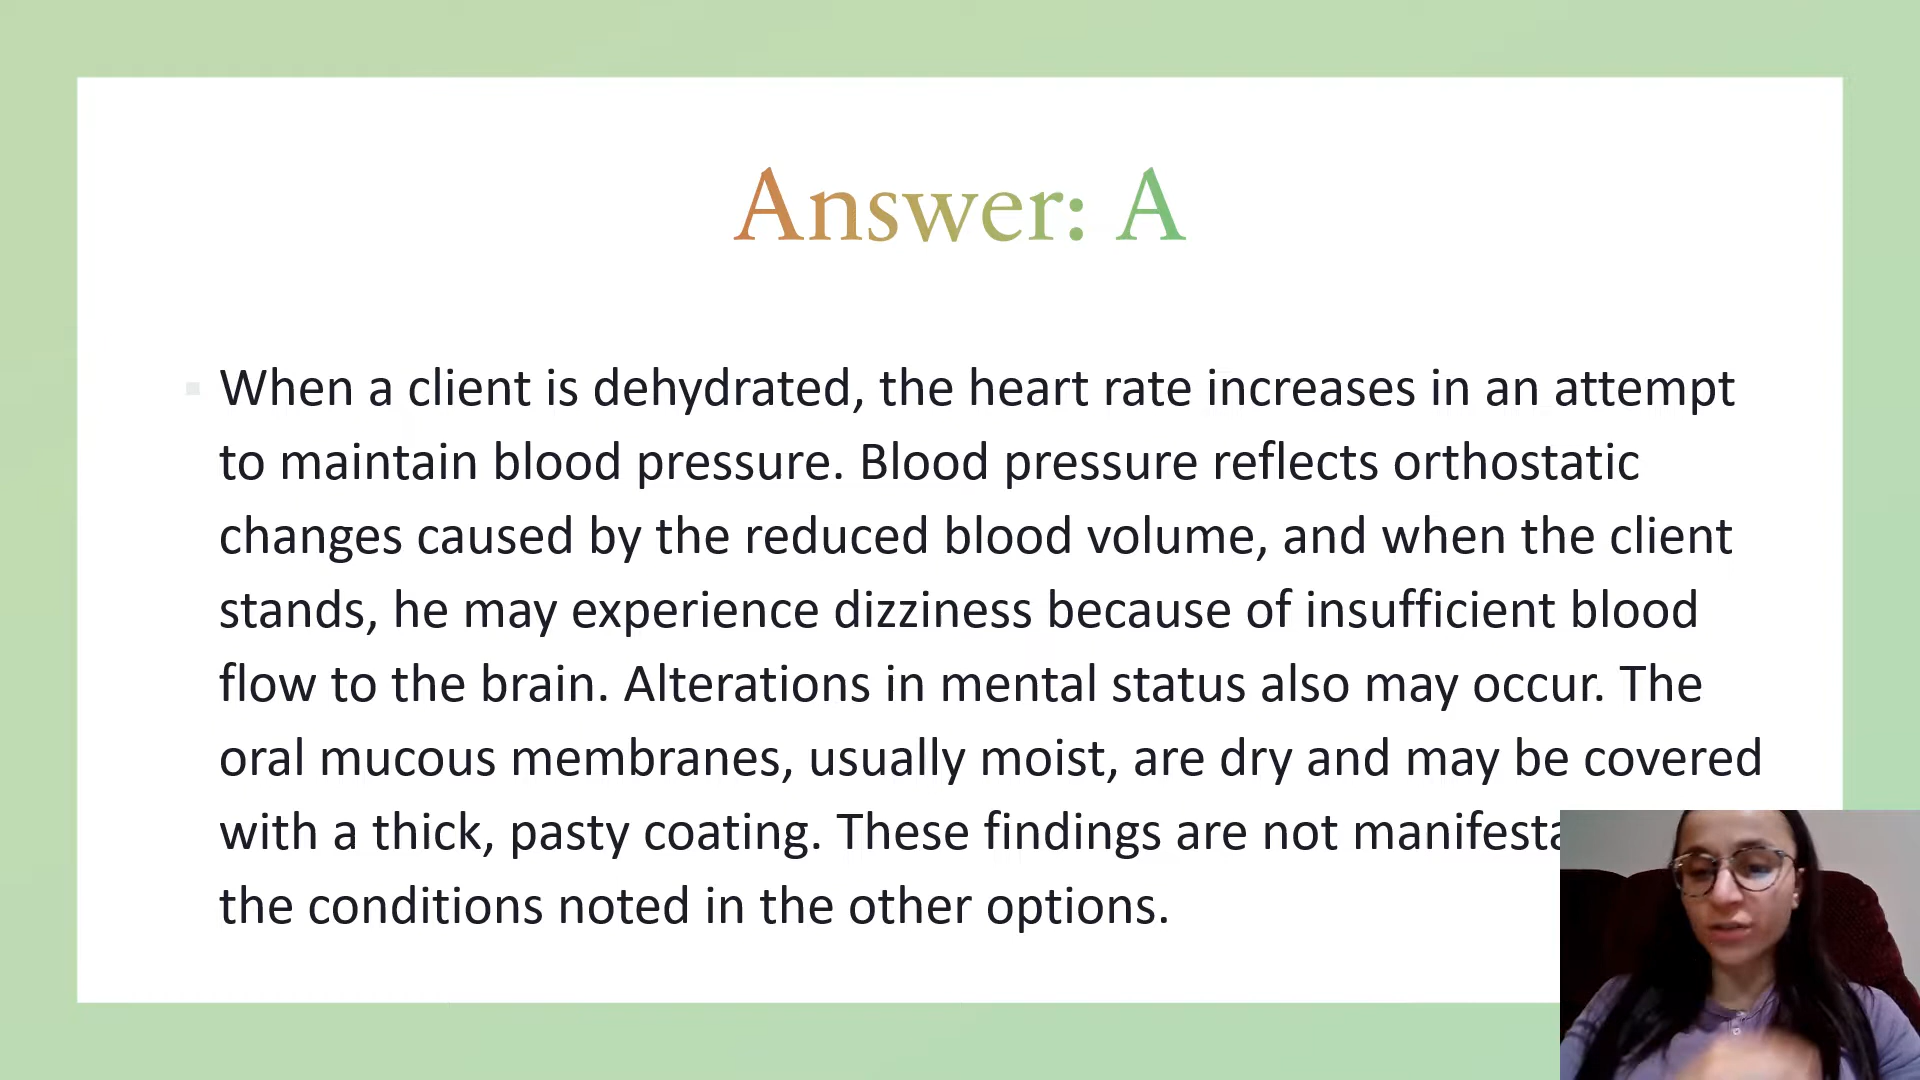 Answer: A
When a client is dehydrated, the heart rate increases in an attempt
to maintain blood pressure. Blood pressure reflects orthostatic
changes caused by the reduced blood volume, and when the client
stands, he may experience dizziness because of insufficient blood
flow to the brain. Alterations in mental status also may occur. The
oral mucous membranes, usually moist, are dry and may be covered
with a thick, pasty coating. These findings are not
the conditions noted in the other options.